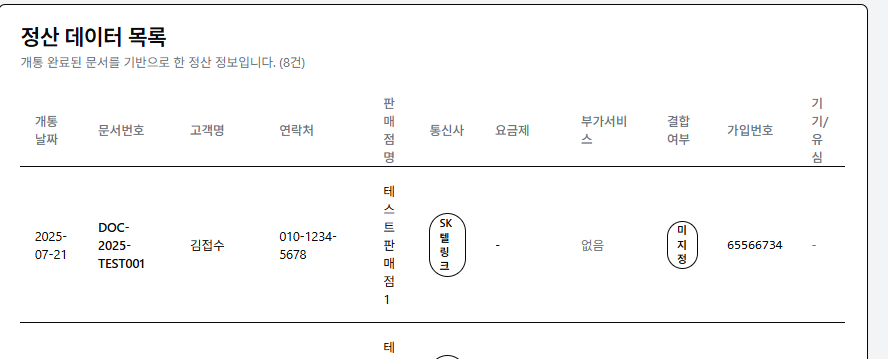 정산 데이터 목록
개통 완료된 문서를 기반으로 한 정산 정보입니다. (8건)
개통
날짜
문서번호
고객명
연락처
판
매
점
명
통신사
요금제
부가서비
스
결합
여부
가입번호
기
기/
유
심
2025-
07-21
DOC-
2025-
TEST001
김접수
010-1234-
5678
테
스
트
판
매
점
1
SK
텔
링
크
-
없음
미
지
정
65566734
-
테